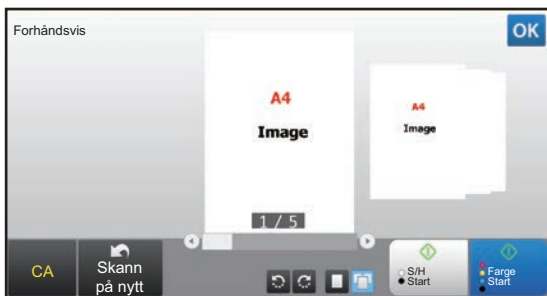 Forhåndsvis
OK
A4
Image
A4
Image
1 / 5
CA
Skann
på nytt
S/H
Start
Farge
Start